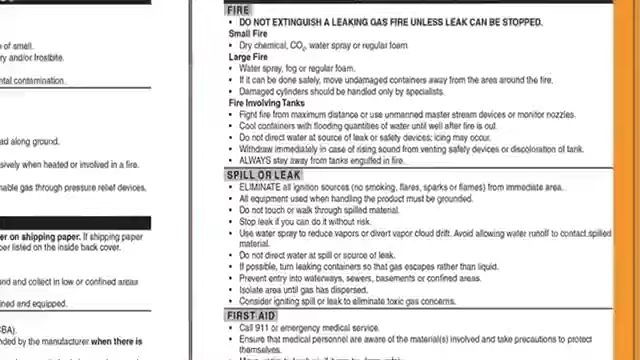 of smell.
ry and/or frostbite.
ntal contamination.
ad along ground.
sively when heated or involved in a fire.
nable gas through pressure relief devices.
er on shipping paper. If shipping paper
er listed on the inside back cover.
nd and collect in low or confined areas
ned and equipped.
BA).
nded by the manufacturer when there is
FIRE
• DO NOT EXTINGUISH A LEAKING GAS FIRE UNLESS LEAK CAN BE STOPPED.
Small Fire
• Dry chemical, CO2, water spray or regular foam
Large Fire
• Water spray, fog or regular foam.
• If it can be done safely, move undamaged containers away from the area around the fire.
• Damaged cylinders should be handled only by specialists.
Fire Involving Tanks
• Fight fire from maximum distance or use unmanned master stream devices or monitor nozzles.
• Cool containers with flooding quantities of water until well after fire is out.
• Do not direct water at source of leak or safety devices; icing may occur.
• Withdraw immediately in case of rising sound from venting safety devices or discoloration of tank.
• ALWAYS stay away from tanks engulfed in fire.
SPILL OR LEAK
• ELIMINATE all ignition sources (no smoking, flares, sparks or flames) from immediate area.
• All equipment used when handling the product must be grounded.
• Do not touch or walk through spilled material.
• Stop leak if you can do it without risk.
• Use water spray to reduce vapors or divert vapor cloud drift. Avoid allowing water runoff to contact spilled
material.
• Do not direct water at spill or source of leak.
• If possible, turn leaking containers so that gas escapes rather than liquid.
• Prevent entry into waterways, sewers, basements or confined areas.
• Isolate area until gas has dispersed.
• Consider igniting spill or leak to eliminate toxic gas concerns.
FIRST AID
• Call 911 or emergency medical service.
• Ensure that medical personnel are aware of the material(s) involved and take precautions to protect
themselves.